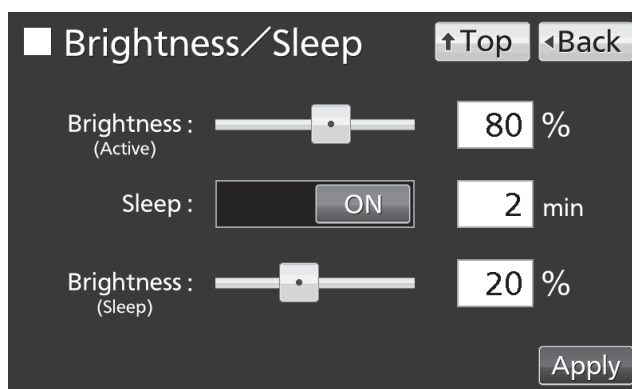 Brightness／Sleep
↑Top
◂Back
Brightness :
(Active)
80 %
Sleep :
ON
2 min
Brightness :
(Sleep)
20 %
Apply